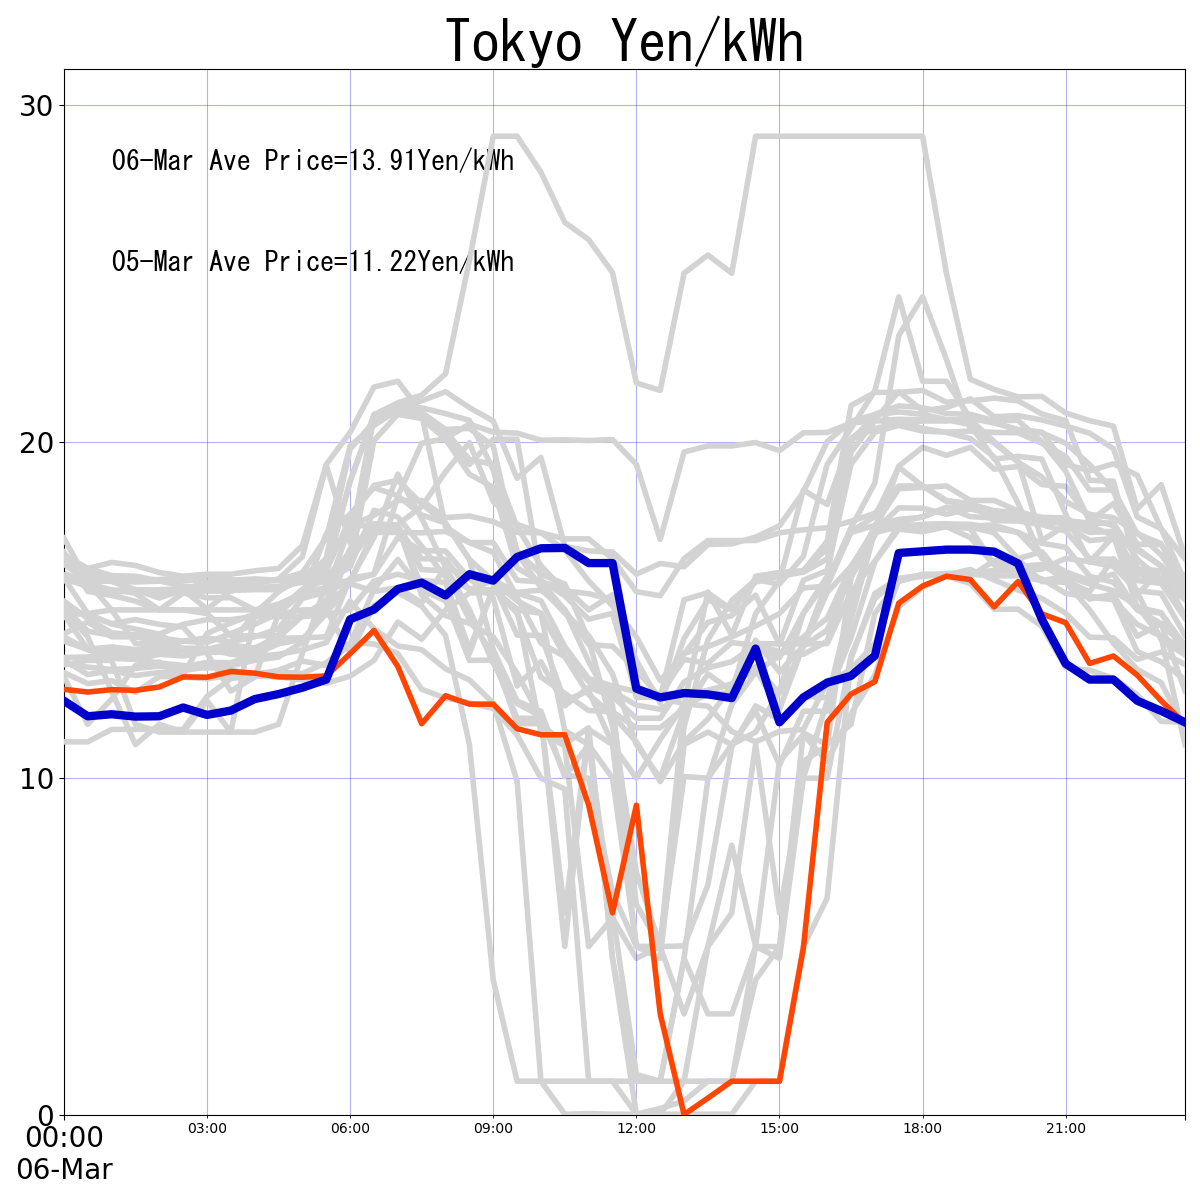 Tokyo Yen/kWh
30
06-Mar Ave Price=13.91Yen/kWh
05-Mar Ave Price=11.22Yen/kWh
20
10
0
00:00 03:00 06:00 09:00 12:00 15:00 18:00 21:00
06-Mar